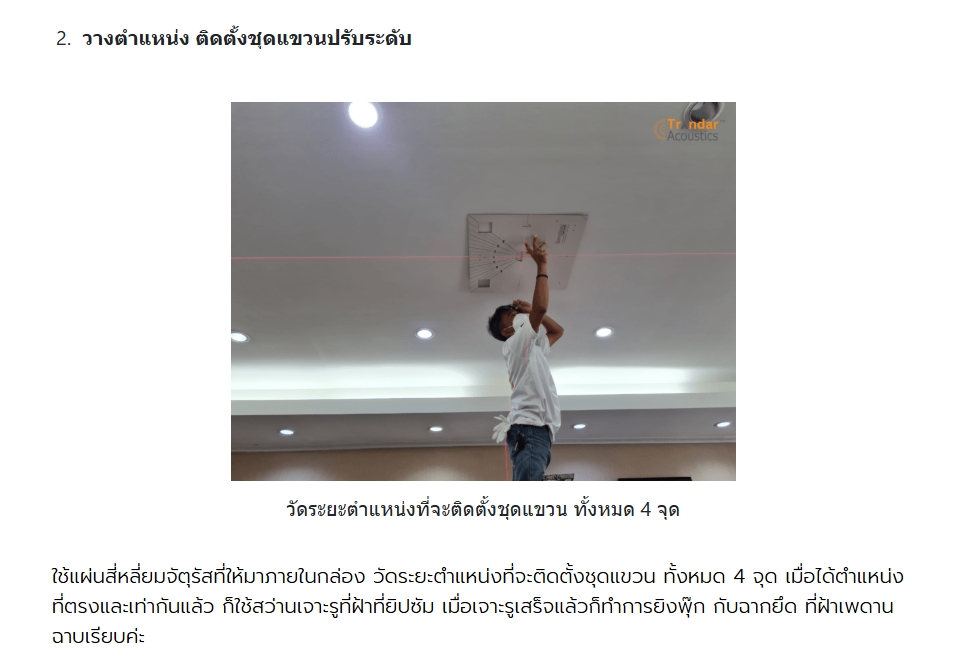 2. วางตำแหน่ง ติดตั้งชุดแขวนปรับระดับ
Trandar
Acoustics
วัดระยะตำแหน่งที่จะติดตั้งชุดแขวน ทั้งหมด 4 จุด
ใช้แผ่นสี่หลี่ยมจัตุรัสที่ให้มาภายในกล่อง วัดระยะตำแหน่งที่จะติดตั้งชุดแขวน ทั้งหมด 4 จุด เมื่อได้ตำแหน่ง
ที่ตรงและเท่ากันแล้ว ก็ใช้สว่านเจาะรูที่ฝ้าที่ยิปซัม เมื่อเจาะรูเสร็จแล้วก็ทำการยิงพุ๊ก กับฉากยึด ที่ฝ้าเพดาน
ฉาบเรียบค่ะ